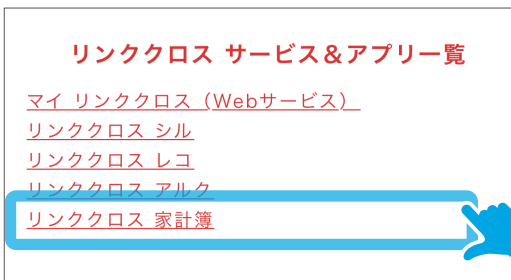 リンククロス サービス＆アプリ一覧
マイ リンククロス（Webサービス）
リンククロス シル
リンククロス レコ
リンククロス アルク
リンククロス 家計簿